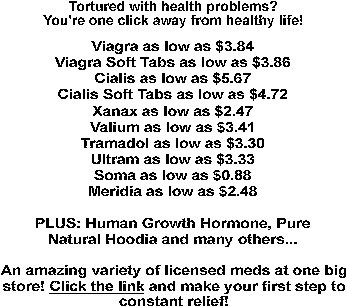 Tortured with health problems?
You're one click away from healthy life!
Viagra as low as $3.84
Viagra Soft Tabs as low as $3.86
Cialis as low as $5.67
Cialis Soft Tabs as low as $4.72
Xanax as low as $2.47
Valium as low as $3.41
Tramadol as low as $3.30
Ultram as low as $3.33
Soma as low as $0.88
Meridia as low as $2.48
PLUS: Human Growth Hormone, Pure
Natural Hoodia and many others...
An amazing variety of licensed meds at one big
store! Click the link and make your first step to
constant relief!